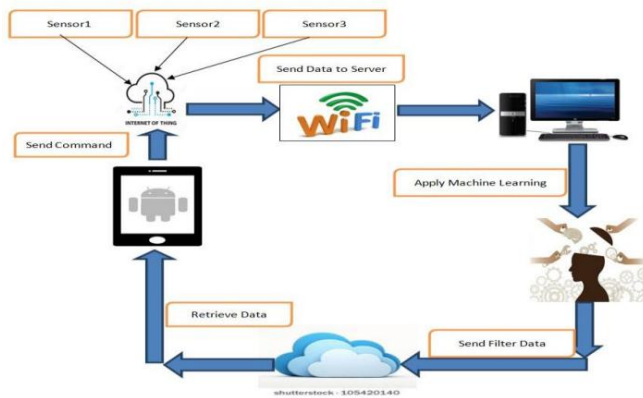 Sensor1
Sensor2
Sensor3
Send Data to Server
INTERNET OF THING
WiFi
Send Command
Apply Machine Learning
Retrieve Data
Send Filter Data
shutterstock · 105420140